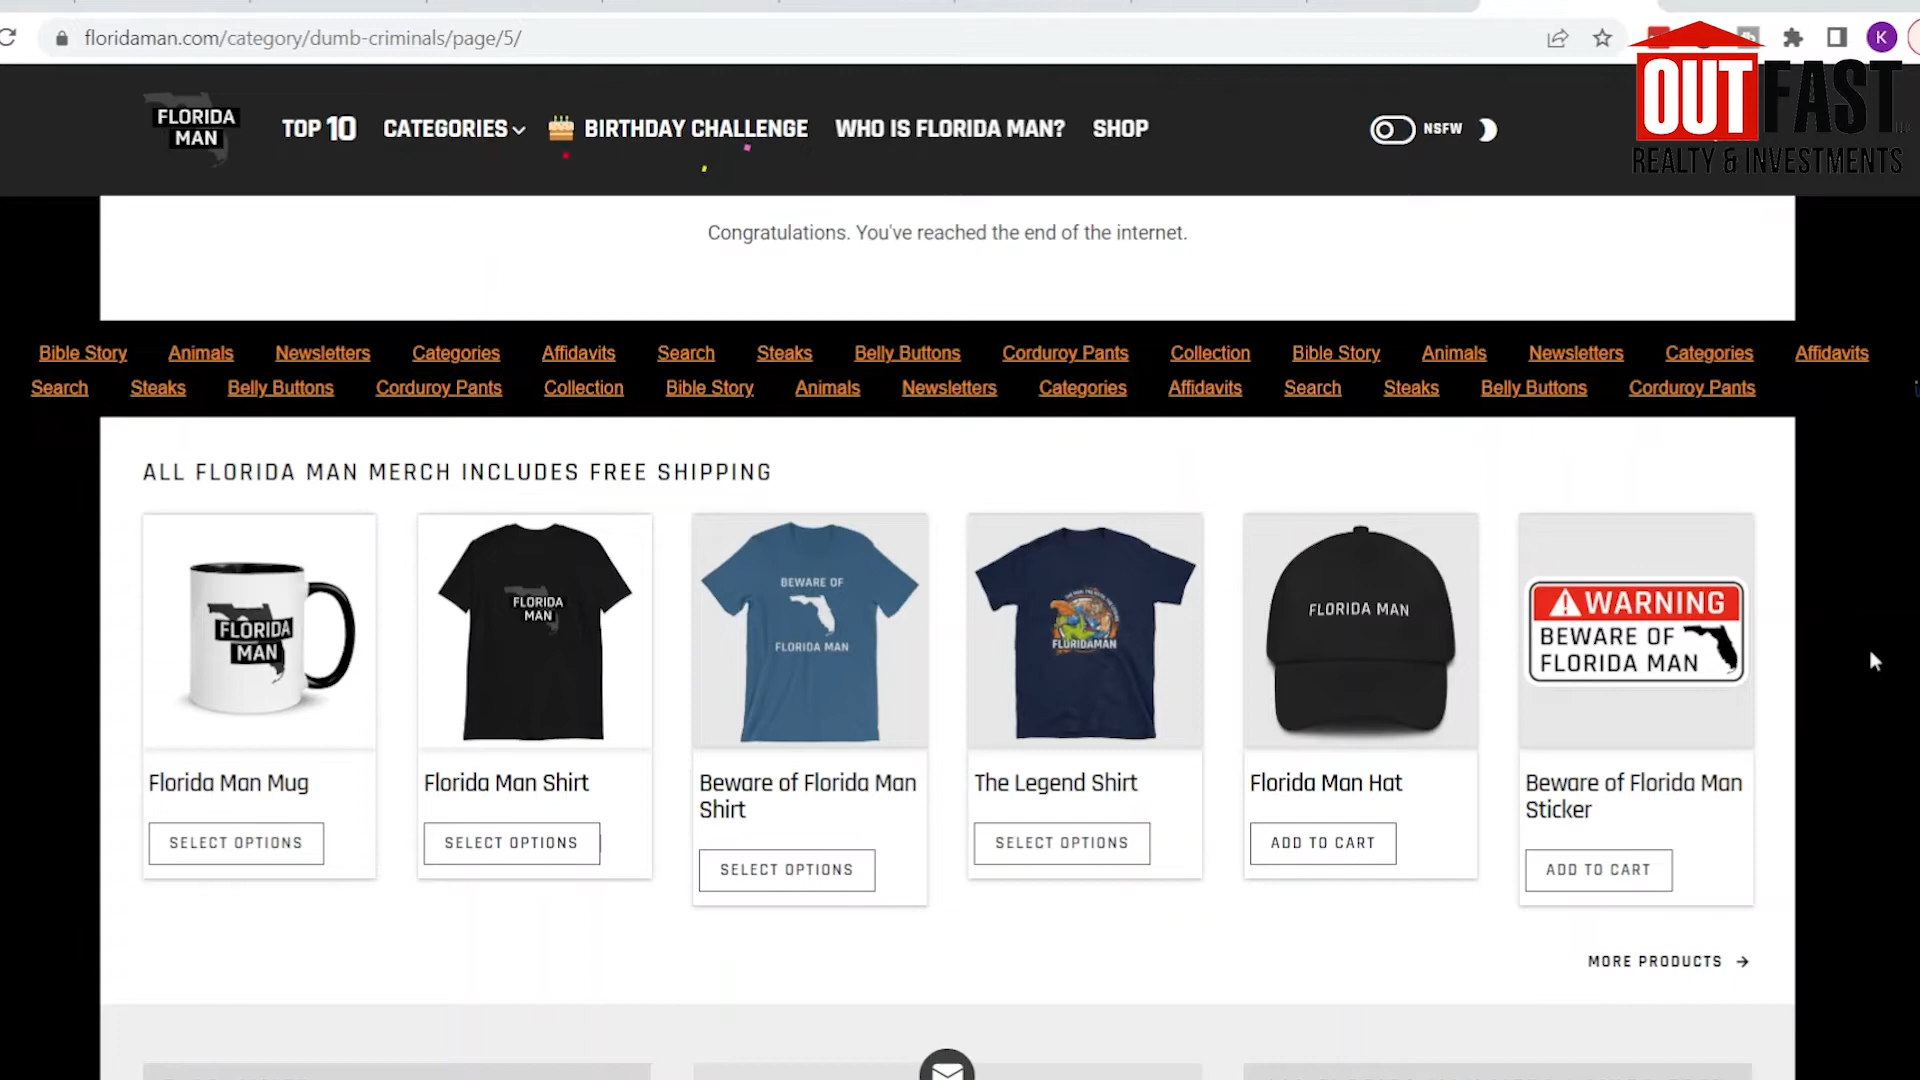 floridaman.com/category/dumb-criminals/page/5/
K
OUTFAST
REALTY & INVESTMENTS
FLORIDA
MAN
TOP 10
CATEGORIES
BIRTHDAY CHALLENGE
WHO IS FLORIDA MAN?
SHOP
NSFW
Congratulations. You've reached the end of the internet.
Bible Story Animals Newsletters Categories Affidavits Search Steaks Belly Buttons Corduroy Pants Collection Bible Story Animals Newsletters Categories Affidavits
Search Steaks Belly Buttons Corduroy Pants Collection Bible Story Animals Newsletters Categories Affidavits Search Steaks Belly Buttons Corduroy Pants
ALL FLORIDA MAN MERCH INCLUDES FREE SHIPPING
FLORIDA
MAN
FLORIDA
MAN
BEWARE OF
FLORIDA MAN
FLORIDAMAN
FLORIDA MAN
WARNING
BEWARE OF
FLORIDA MAN
Florida Man Mug
SELECT OPTIONS
Florida Man Shirt
SELECT OPTIONS
Beware of Florida Man
Shirt
SELECT OPTIONS
The Legend Shirt
SELECT OPTIONS
Florida Man Hat
ADD TO CART
Beware of Florida Man
Sticker
ADD TO CART
MORE PRODUCTS